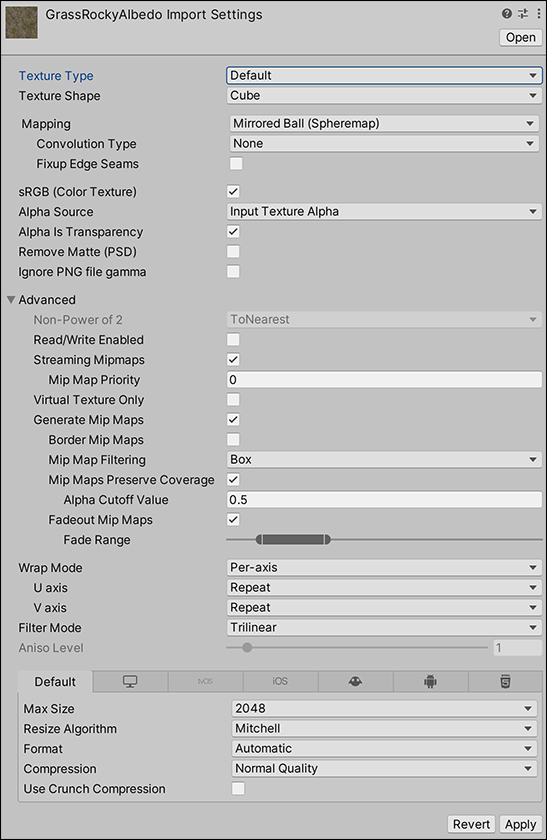 GrassRockyAlbedo Import Settings
Open
Texture Type Default
Texture Shape Cube
Mapping Mirrored Ball (Spheremap)
Convolution Type None
Fixup Edge Seams
sRGB (Color Texture)
Alpha Source Input Texture Alpha
Alpha Is Transparency
Remove Matte (PSD)
Ignore PNG file gamma
Advanced
Non-Power of 2 ToNearest
Read/Write Enabled
Streaming Mipmaps
Mip Map Priority 0
Virtual Texture Only
Generate Mip Maps
Border Mip Maps
Mip Map Filtering Box
Mip Maps Preserve Coverage
Alpha Cutoff Value 0.5
Fadeout Mip Maps
Fade Range
Wrap Mode Per-axis
U axis Repeat
V axis Repeat
Filter Mode Trilinear
Aniso Level 1
Default tvOS iOS
Max Size 2048
Resize Algorithm Mitchell
Format Automatic
Compression Normal Quality
Use Crunch Compression
Revert Apply